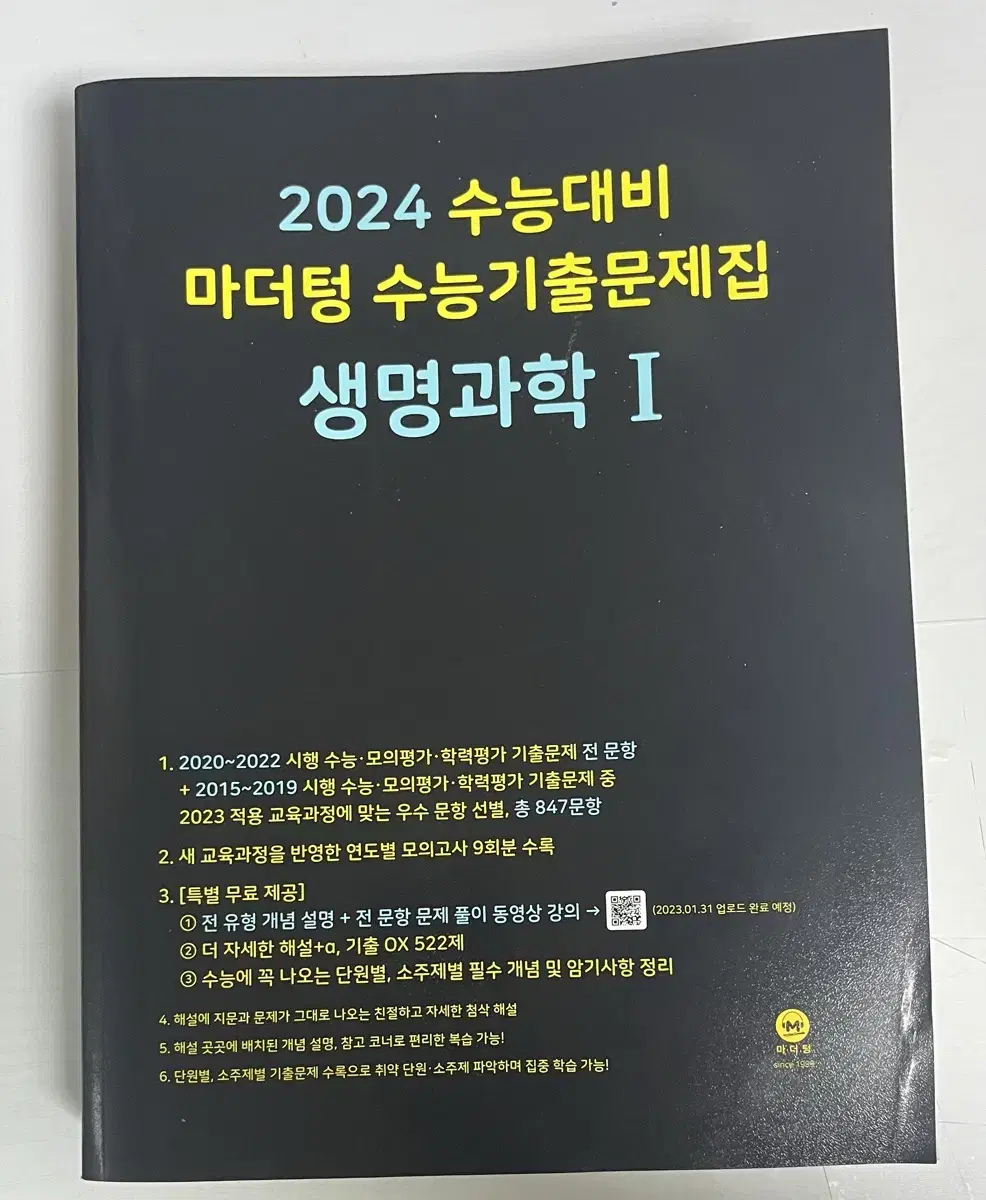 2024 수능대비
마더텅 수능기출문제집
생명과학 I
1. 2020~2022 시행 수능·모의평가·학력평가 기출문제 전 문항
+ 2015~2019 시행 수능·모의평가·학력평가 기출문제 중
2023 적용 교육과정에 맞는 우수 문항 선별, 총 847문항
2. 새 교육과정을 반영한 연도별 모의고사 9회분 수록
3. [특별 무료 제공]
① 전 유형 개념 설명 + 전 문항 문제 풀이 동영상 강의 → (2023.01.31 업로드 완료 예정)
② 더 자세한 해설+α, 기출 OX 522제
③ 수능에 꼭 나오는 단원별, 소주제별 필수 개념 및 암기사항 정리
4. 해설에 지문과 문제가 그대로 나오는 친절하고 자세한 첨삭 해설
5. 해설 곳곳에 배치된 개념 설명, 참고 코너로 편리한 복습 가능!
6. 단원별, 소주제별 기출문제 수록으로 취약 단원·소주제 파악하며 집중 학습 가능!
M
마더텅
since 1999